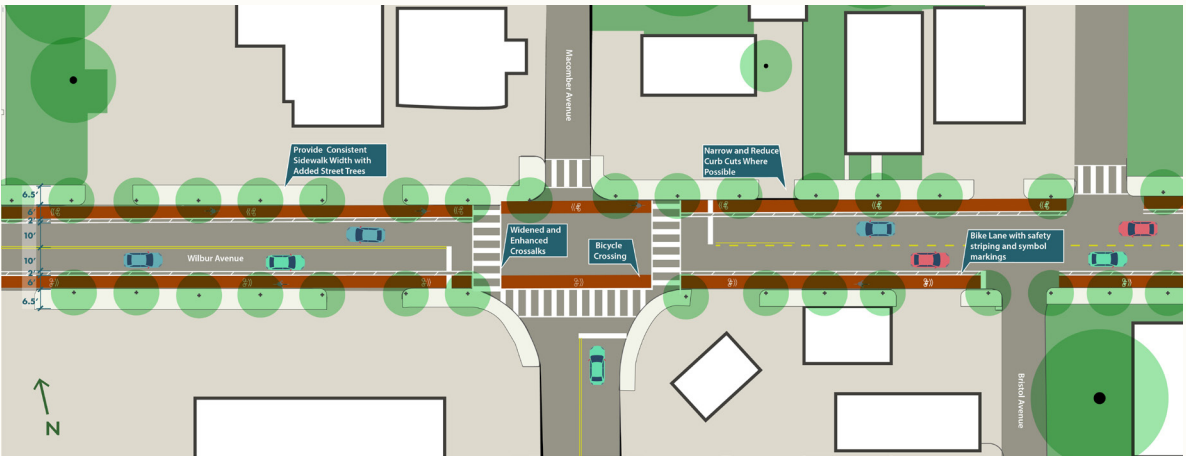 Macomber Avenue
Provide Consistent
Sidewalk Width with
Added Street Trees
Narrow and Reduce
Curb Cuts Where
Possible
6.5'
6'
2'
10'
10'
2'
6'
6.5'
Wilbur Avenue
Widened and
Enhanced
Crossalks
Bicycle
Crossing
Bike Lane with safety
striping and symbol
markings
Bristol Avenue
N